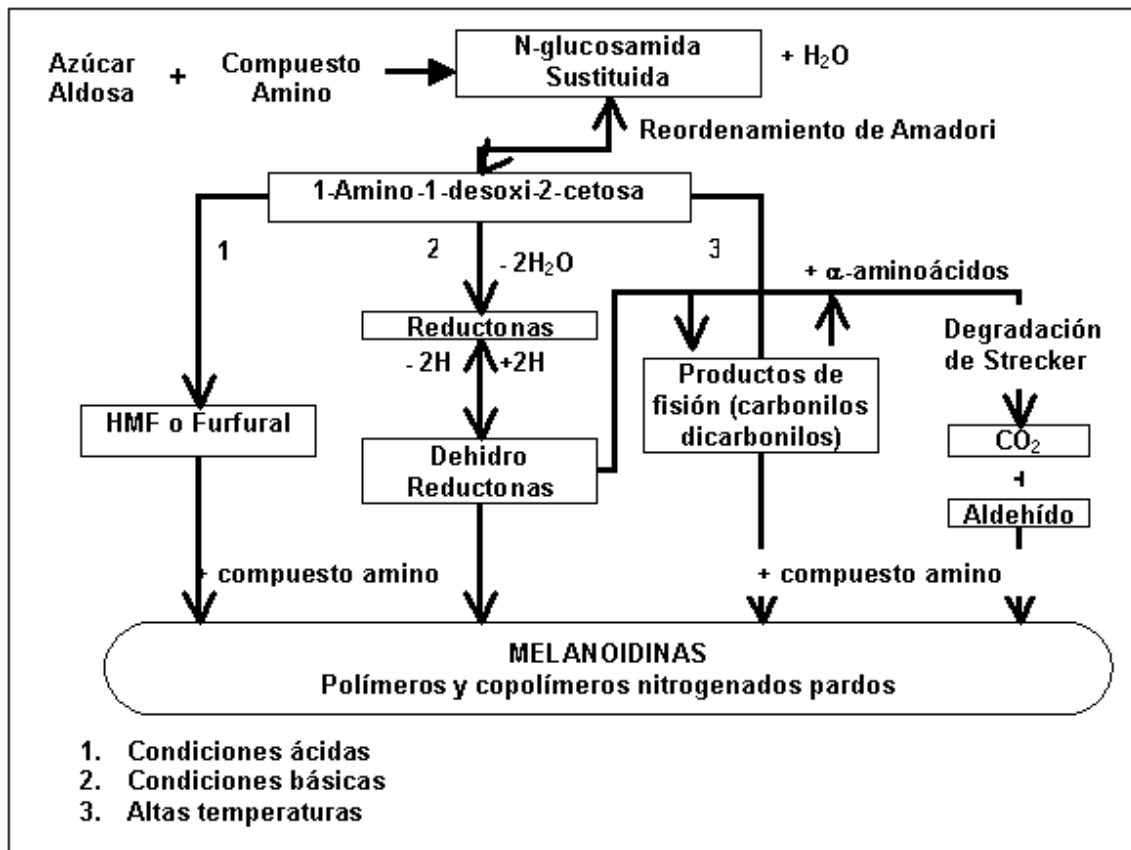 Azúcar
Aldosa
+
Compuesto
Amino
N-glucosamida
Sustituida
+ H₂O
Reordenamiento de Amadori
1-Amino-1-desoxi-2-cetosa
1
2
3
- 2H₂O
+ α-aminoácidos
Reductonas
- 2H
+2H
Degradación
de Strecker
Productos de
fisión (carbonilos
dicarbonilos)
HMF o Furfural
CO₂
Dehidro
Reductonas
+
Aldehído
+ compuesto amino
+ compuesto amino
MELANOIDINAS
Polímeros y copolímeros nitrogenados pardos
1. Condiciones ácidas
2. Condiciones básicas
3. Altas temperaturas